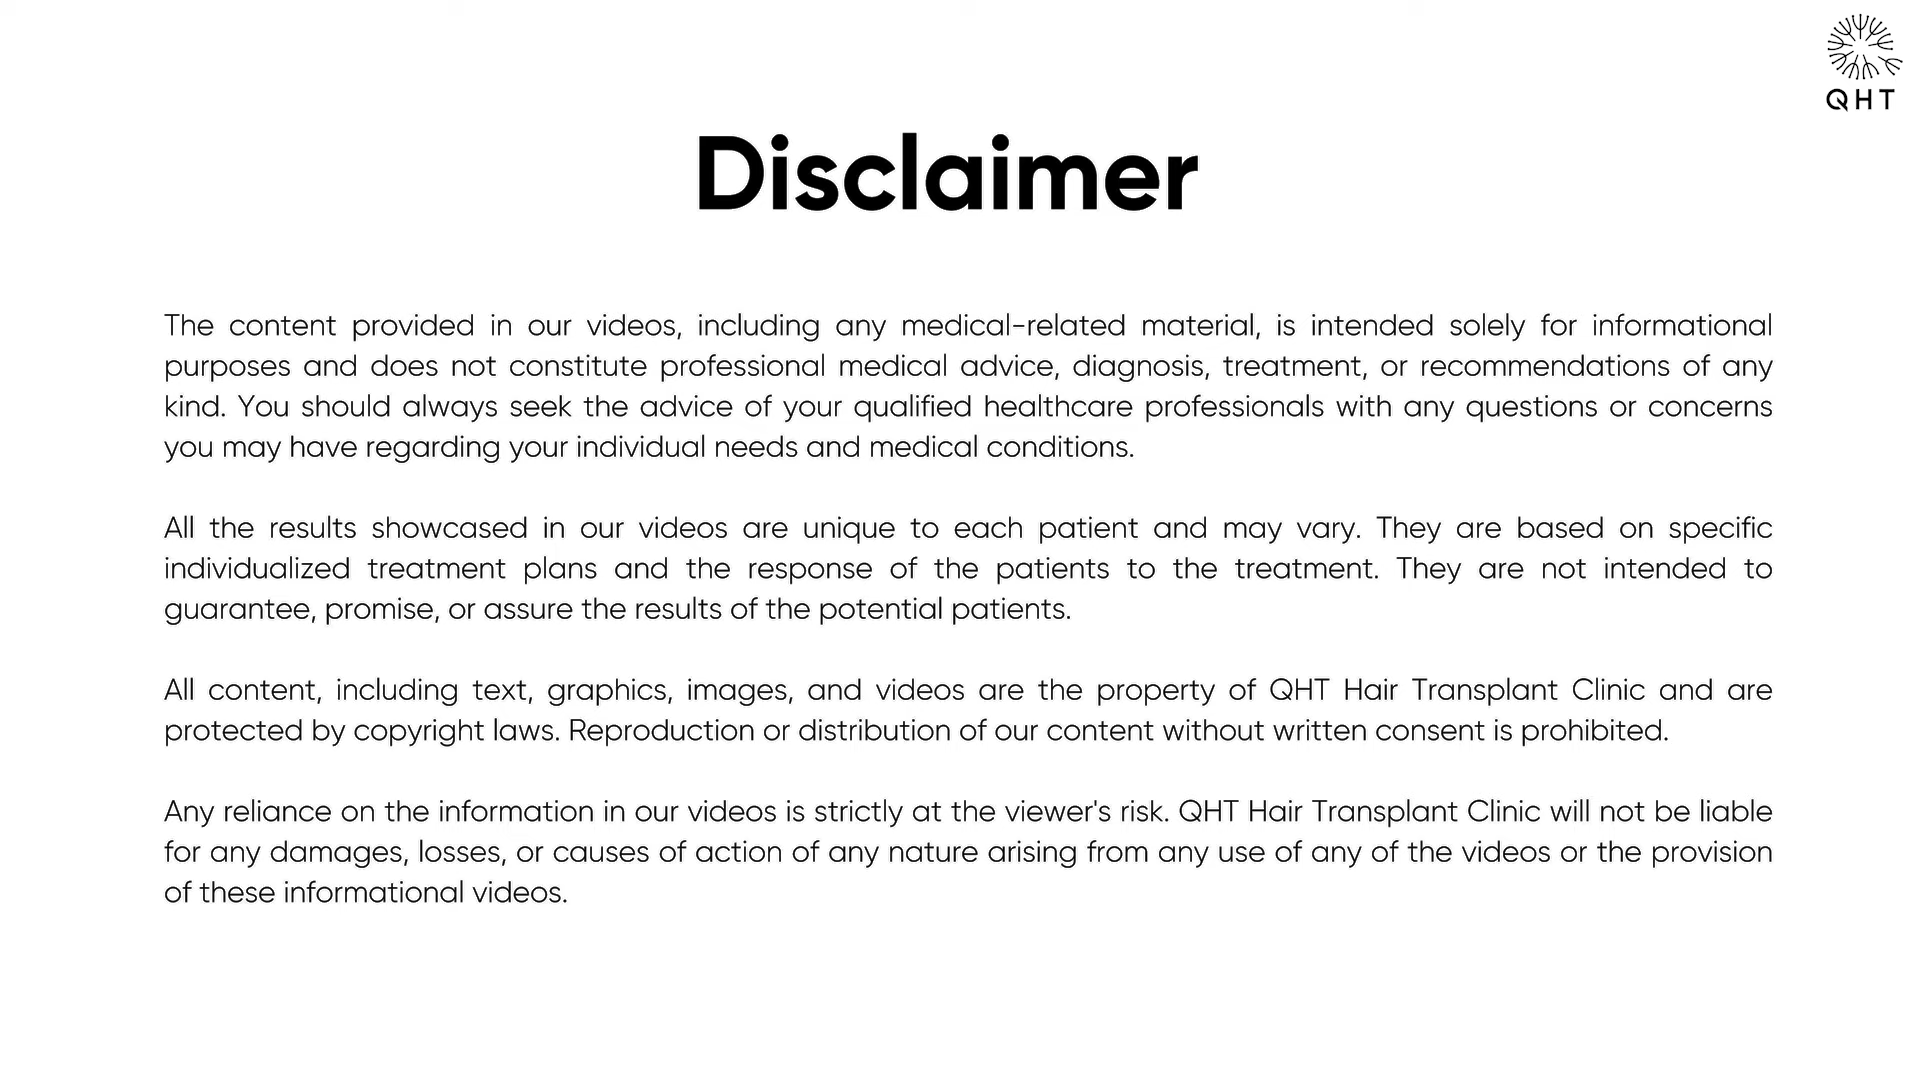 QHT
Disclaimer
The content provided in our videos, including any medical-related material, is intended solely for informational
purposes and does not constitute professional medical advice, diagnosis, treatment, or recommendations of any
kind. You should always seek the advice of your qualified healthcare professionals with any questions or concerns
you may have regarding your individual needs and medical conditions.
All the results showcased in our videos are unique to each patient and may vary. They are based on specific
individualized treatment plans and the response of the patients to the treatment. They are not intended to
guarantee, promise, or assure the results of the potential patients.
All content, including text, graphics, images, and videos are the property of QHT Hair Transplant Clinic and are
protected by copyright laws. Reproduction or distribution of our content without written consent is prohibited.
Any reliance on the information in our videos is strictly at the viewer's risk. QHT Hair Transplant Clinic will not be liable
for any damages, losses, or causes of action of any nature arising from any use of any of the videos or the provision
of these informational videos.